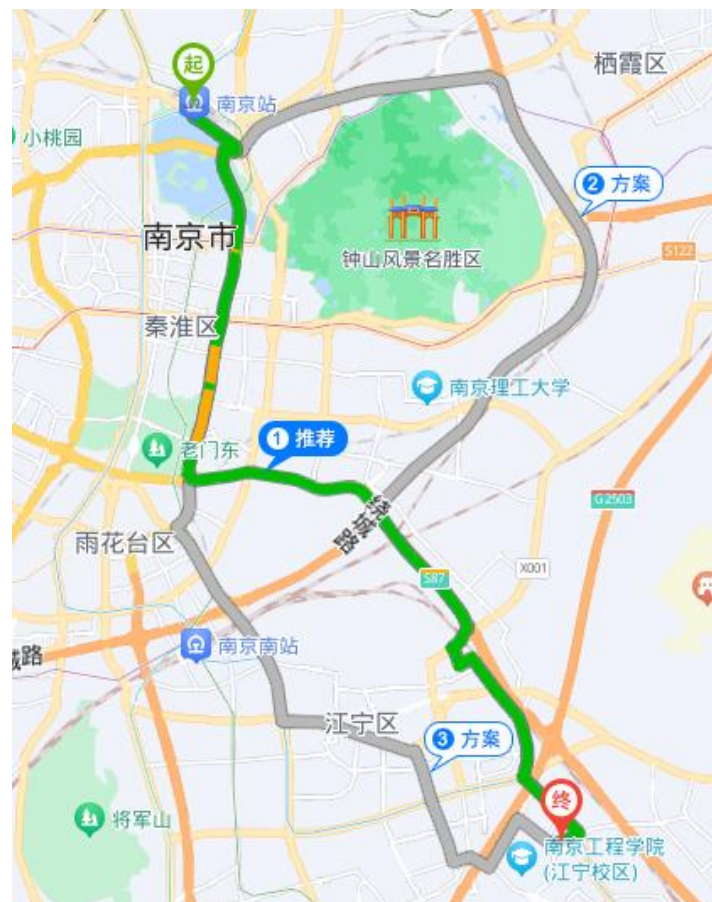 起
栖霞区
南京站
小桃园
2 方案
南京市
钟山风景名胜区
S122
秦淮区
南京理工大学
1 推荐
老门东
G2503
绕城路
雨花台区
X001
S87
南京南站
城路
江宁区
3 方案
终
将军山
南京工程学院
(江宁校区)